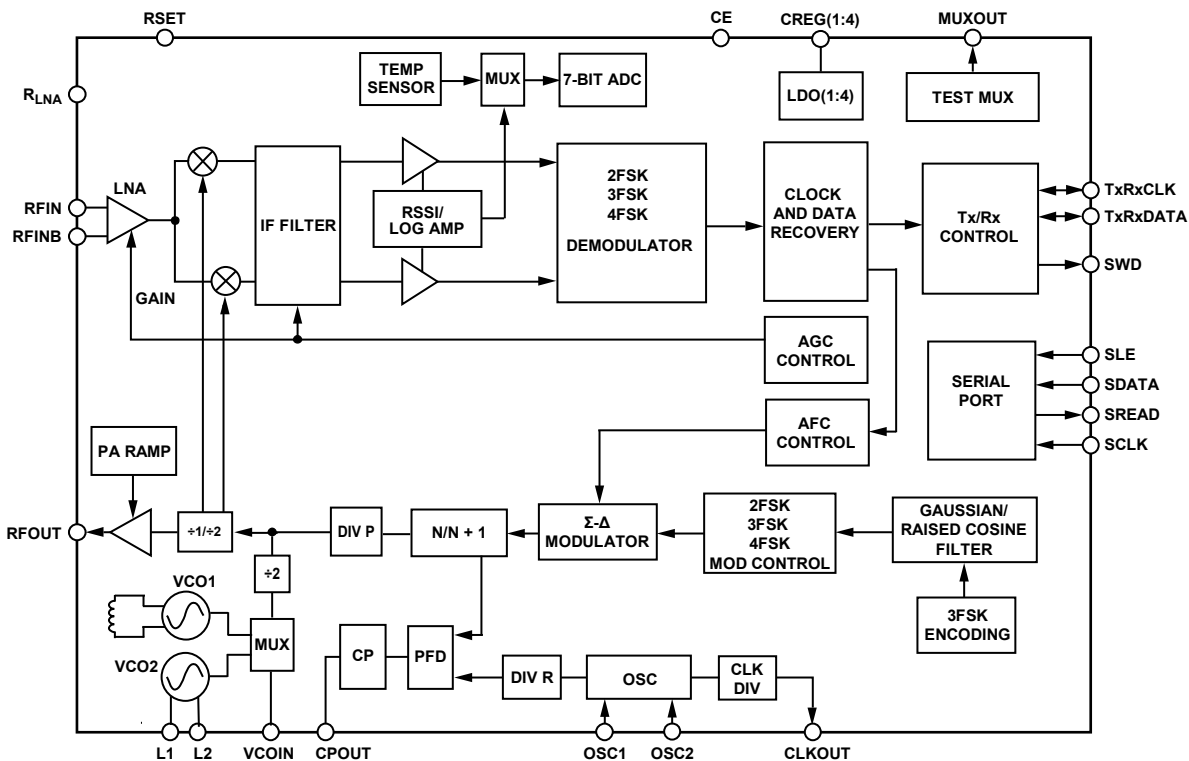 RSET
CE
CREG(1:4)
MUXOUT
TEMP
SENSOR
MUX
7-BIT ADC
LDO(1:4)
TEST MUX
RLNA
LNA
RFIN
RFINB
GAIN
IF FILTER
RSSI/
LOG AMP
2FSK
3FSK
4FSK
DEMODULATOR
CLOCK
AND DATA
RECOVERY
Tx/Rx
CONTROL
TxRxCLK
TxRxDATA
SWD
AGC
CONTROL
SERIAL
PORT
SLE
SDATA
SREAD
SCLK
AFC
CONTROL
PA RAMP
RFOUT
÷1/÷2
DIV P
N/N + 1
Σ-Δ
MODULATOR
2FSK
3FSK
4FSK
MOD CONTROL
GAUSSIAN/
RAISED COSINE
FILTER
÷2
VCO1
3FSK
ENCODING
MUX
VCO2
CP
PFD
DIV R
OSC
CLK
DIV
L1
L2
VCOIN
CPOUT
OSC1
OSC2
CLKOUT